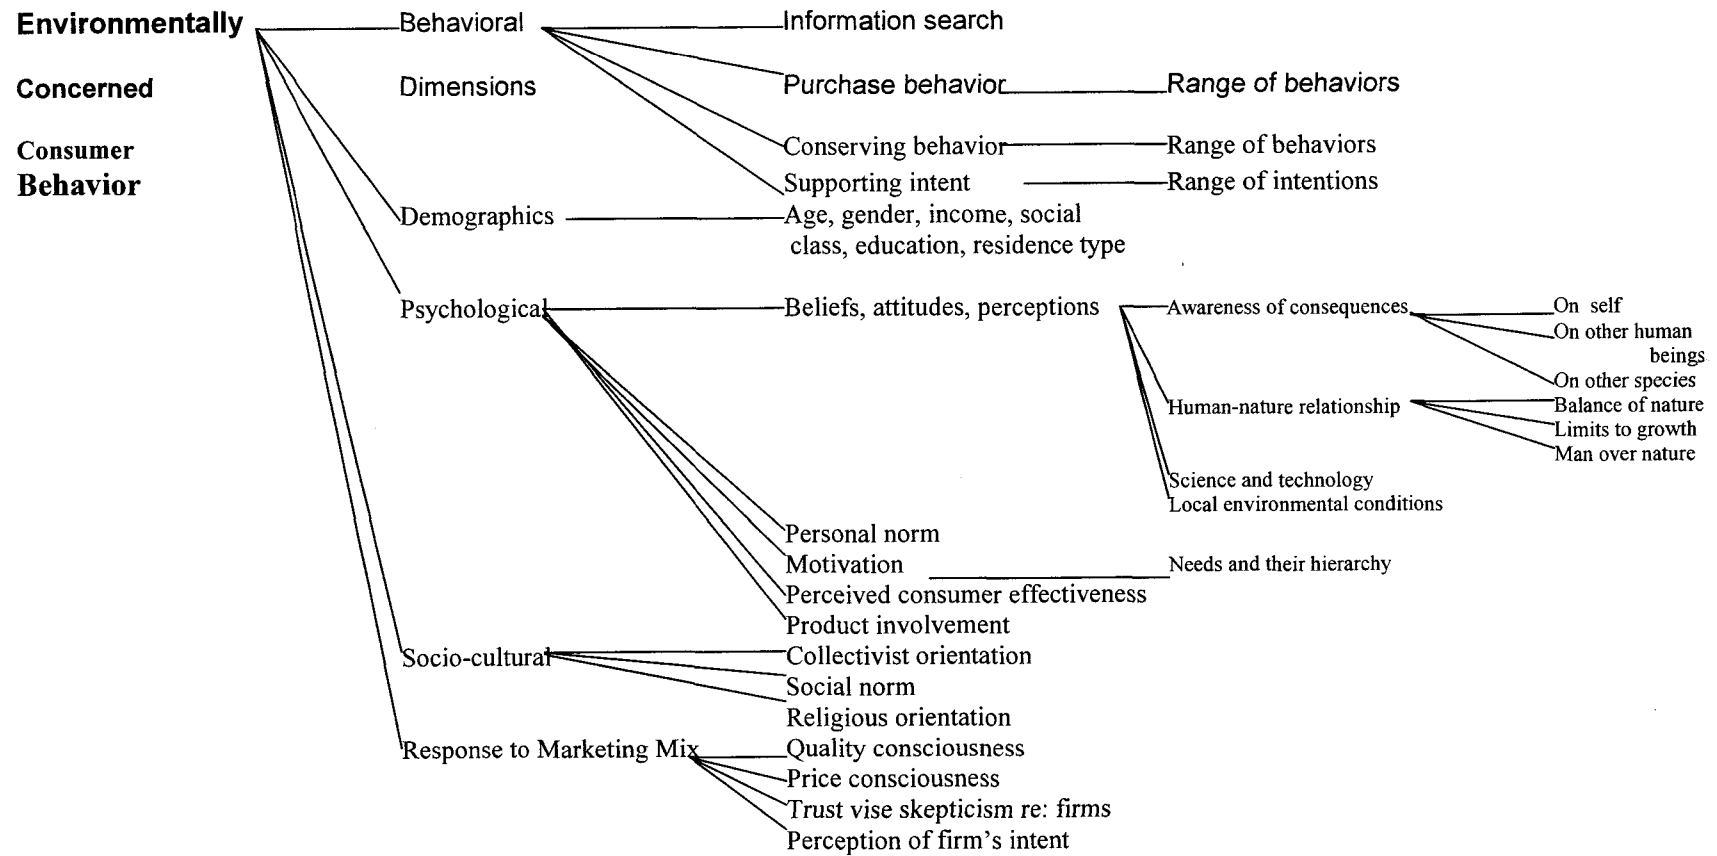 Environmentally
Behavioral
Information search
Concerned
Dimensions
Purchase behavior
Range of behaviors
Consumer
Conserving behavior
Range of behaviors
Behavior
Supporting intent
Range of intentions
Demographics
Age, gender, income, social
class, education, residence type
Psychological
Beliefs, attitudes, perceptions
Awareness of consequences
On self
On other human
beings
On other species
Human-nature relationship
Balance of nature
Limits to growth
Man over nature
Science and technology
Local environmental conditions
Personal norm
Motivation
Needs and their hierarchy
Perceived consumer effectiveness
Product involvement
Socio-cultural
Collectivist orientation
Social norm
Religious orientation
Response to Marketing Mix
Quality consciousness
Price consciousness
Trust vise skepticism re: firms
Perception of firm's intent